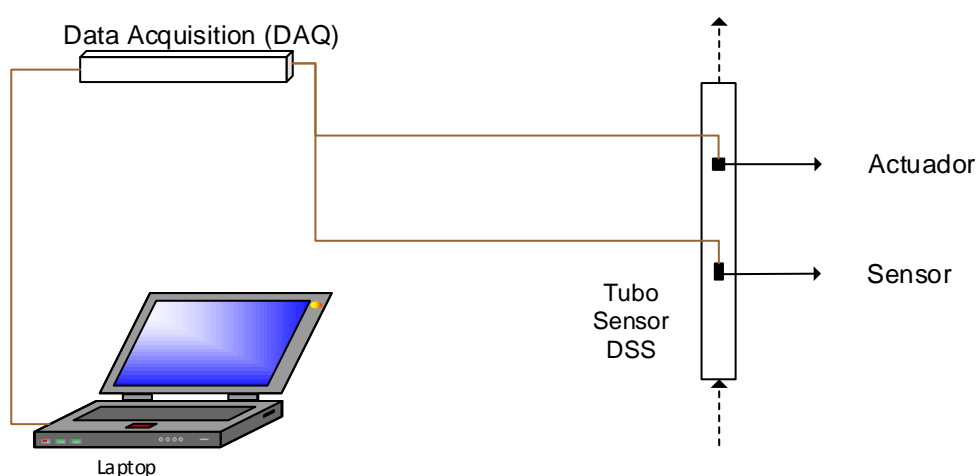 Data Acquisition (DAQ)
Actuador
Sensor
Tubo
Sensor
DSS
Laptop